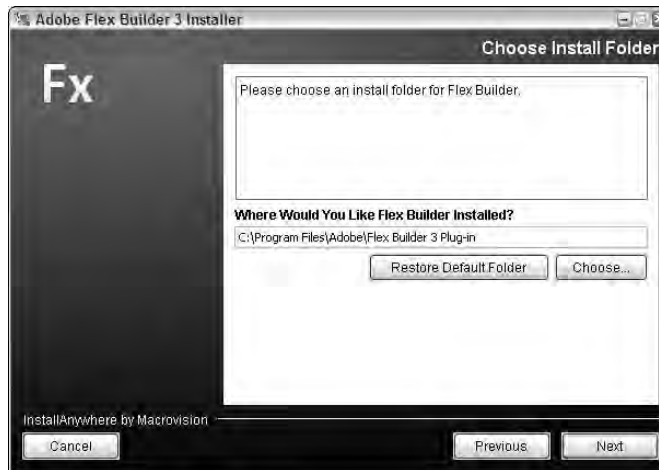 Adobe Flex Builder 3 Installer
Choose Install Folder
Fx
Please choose an install folder for Flex Builder.
Where Would You Like Flex Builder Installed?
C:\Program Files\Adobe\Flex Builder 3 Plug-in
Restore Default Folder
Choose...
InstallAnywhere by Macrovision
Cancel
Previous
Next